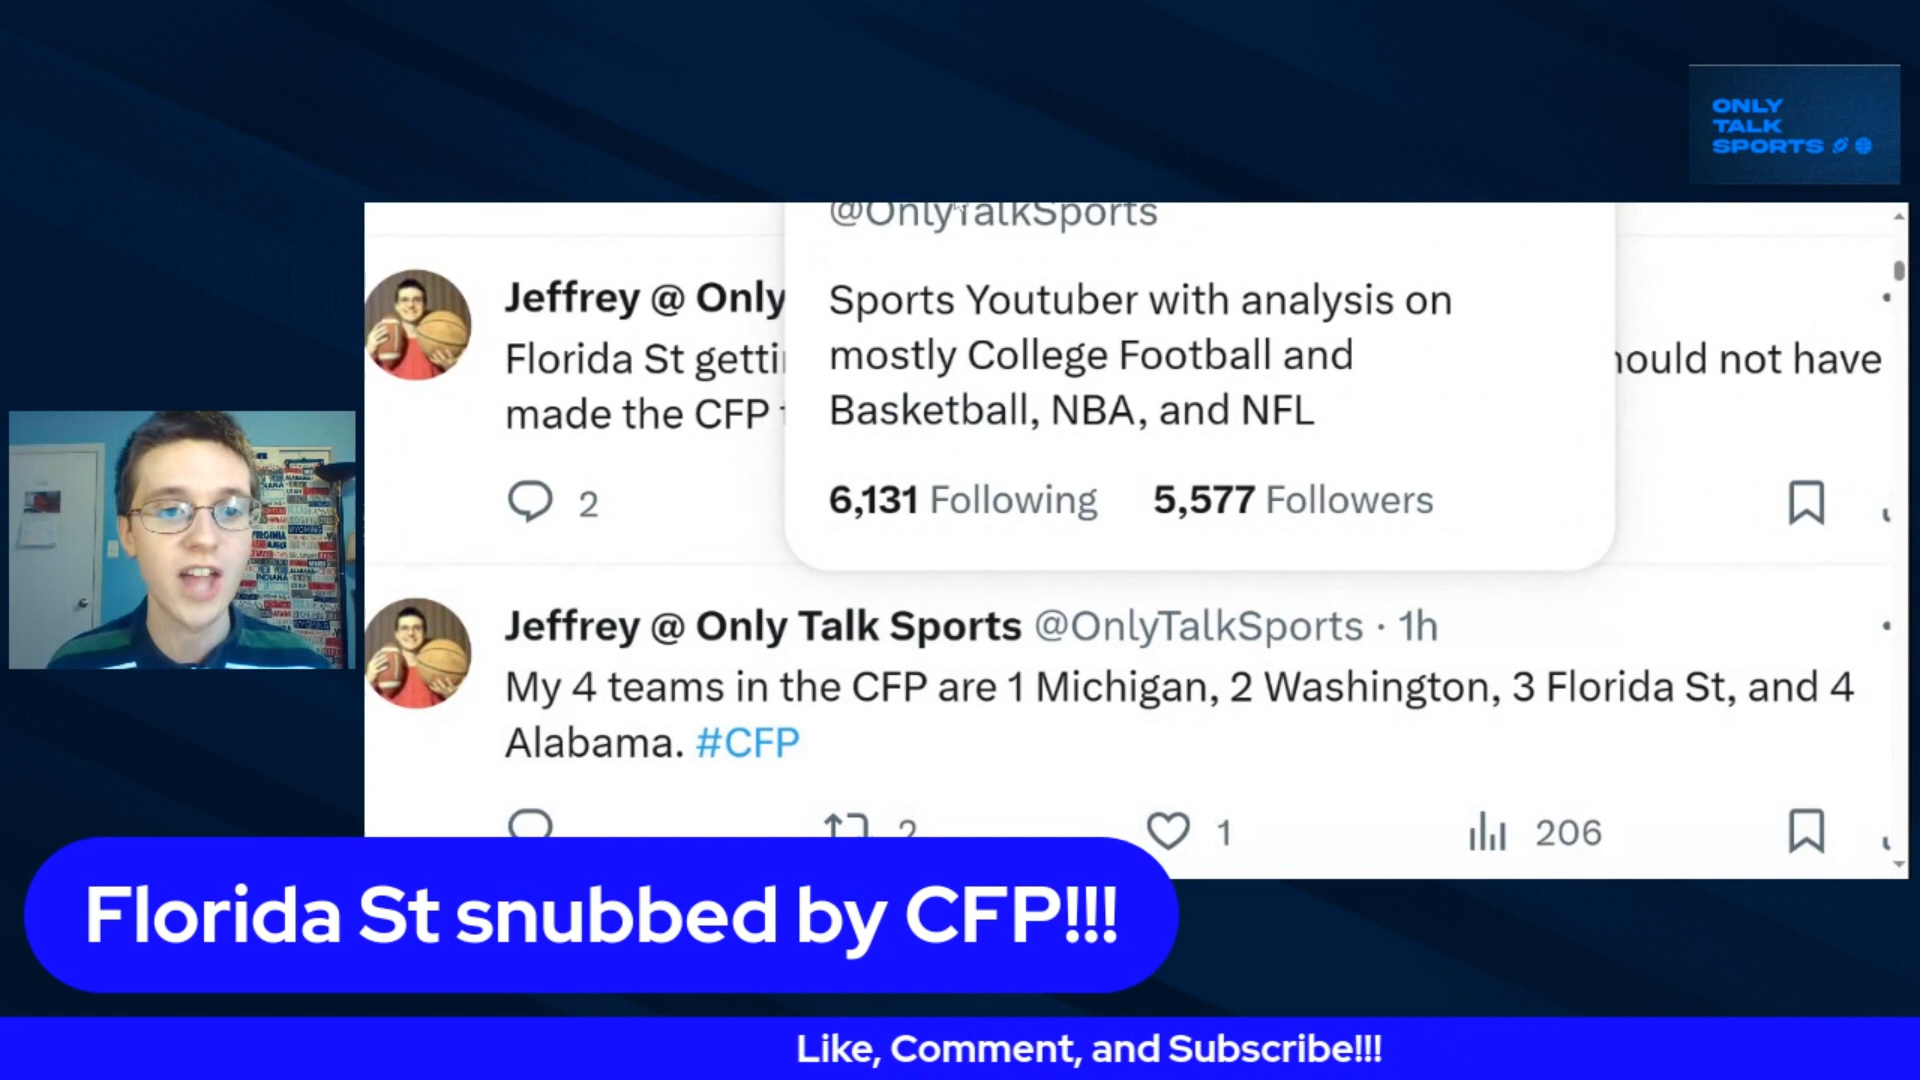 ONLY
TALK
SPORTS
@OnlyTalkSports
Jeffrey @ Only
Florida St
made the CFP
Sports Youtuber with analysis on
mostly College Football and
Basketball, NBA, and NFL
6,131 Following 5,577 Followers
not have
2
Jeffrey @ Only Talk Sports @OnlyTalkSports · 1h
My 4 teams in the CFP are 1 Michigan, 2 Washington, 3 Florida St, and 4
Alabama. #CFP
2 1 206
Florida St snubbed by CFP!!!
Like, Comment, and Subscribe!!!